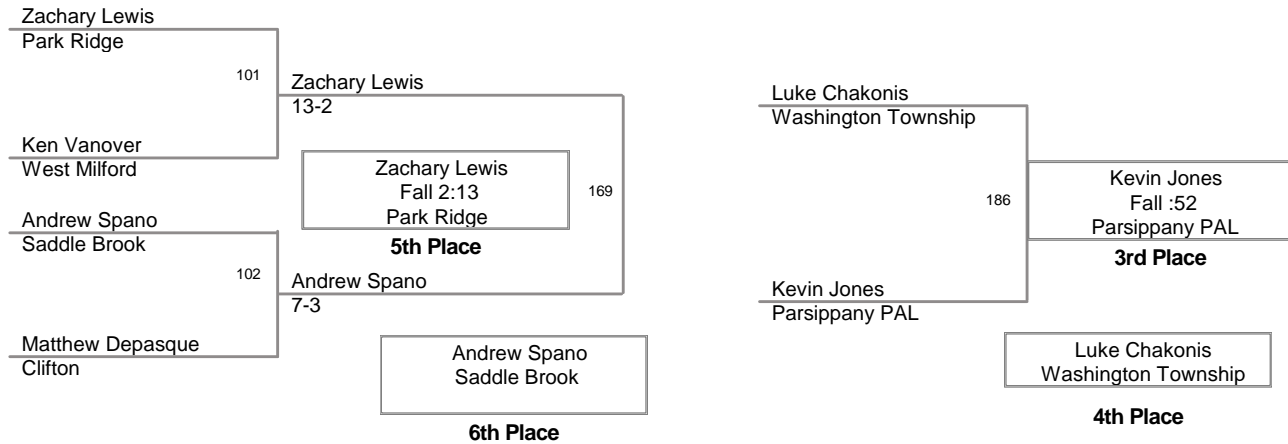 Zachary Lewis
Park Ridge
101
Zachary Lewis
13-2
Ken Vanover
West Milford
Zachary Lewis
Fall 2:13
Park Ridge
5th Place
169
Andrew Spano
Saddle Brook
102
Andrew Spano
7-3
Matthew Depasque
Clifton
Andrew Spano
Saddle Brook
6th Place
Luke Chakonis
Washington Township
186
Kevin Jones
Fall :52
Parsippany PAL
3rd Place
Kevin Jones
Parsippany PAL
Luke Chakonis
Washington Township
4th Place